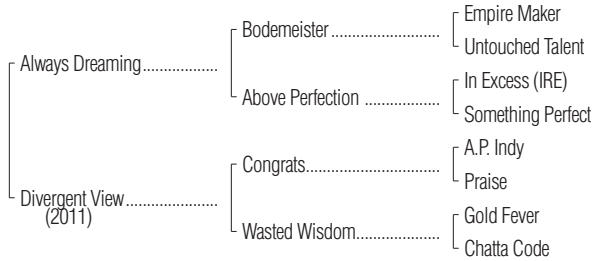 Empire Maker
Bodemeister
Untouched Talent
Always Dreaming
In Excess (IRE)
Above Perfection
Something Perfect
A.P. Indy
Congrats
Praise
Divergent View
(2011)
Gold Fever
Wasted Wisdom
Chatta Code